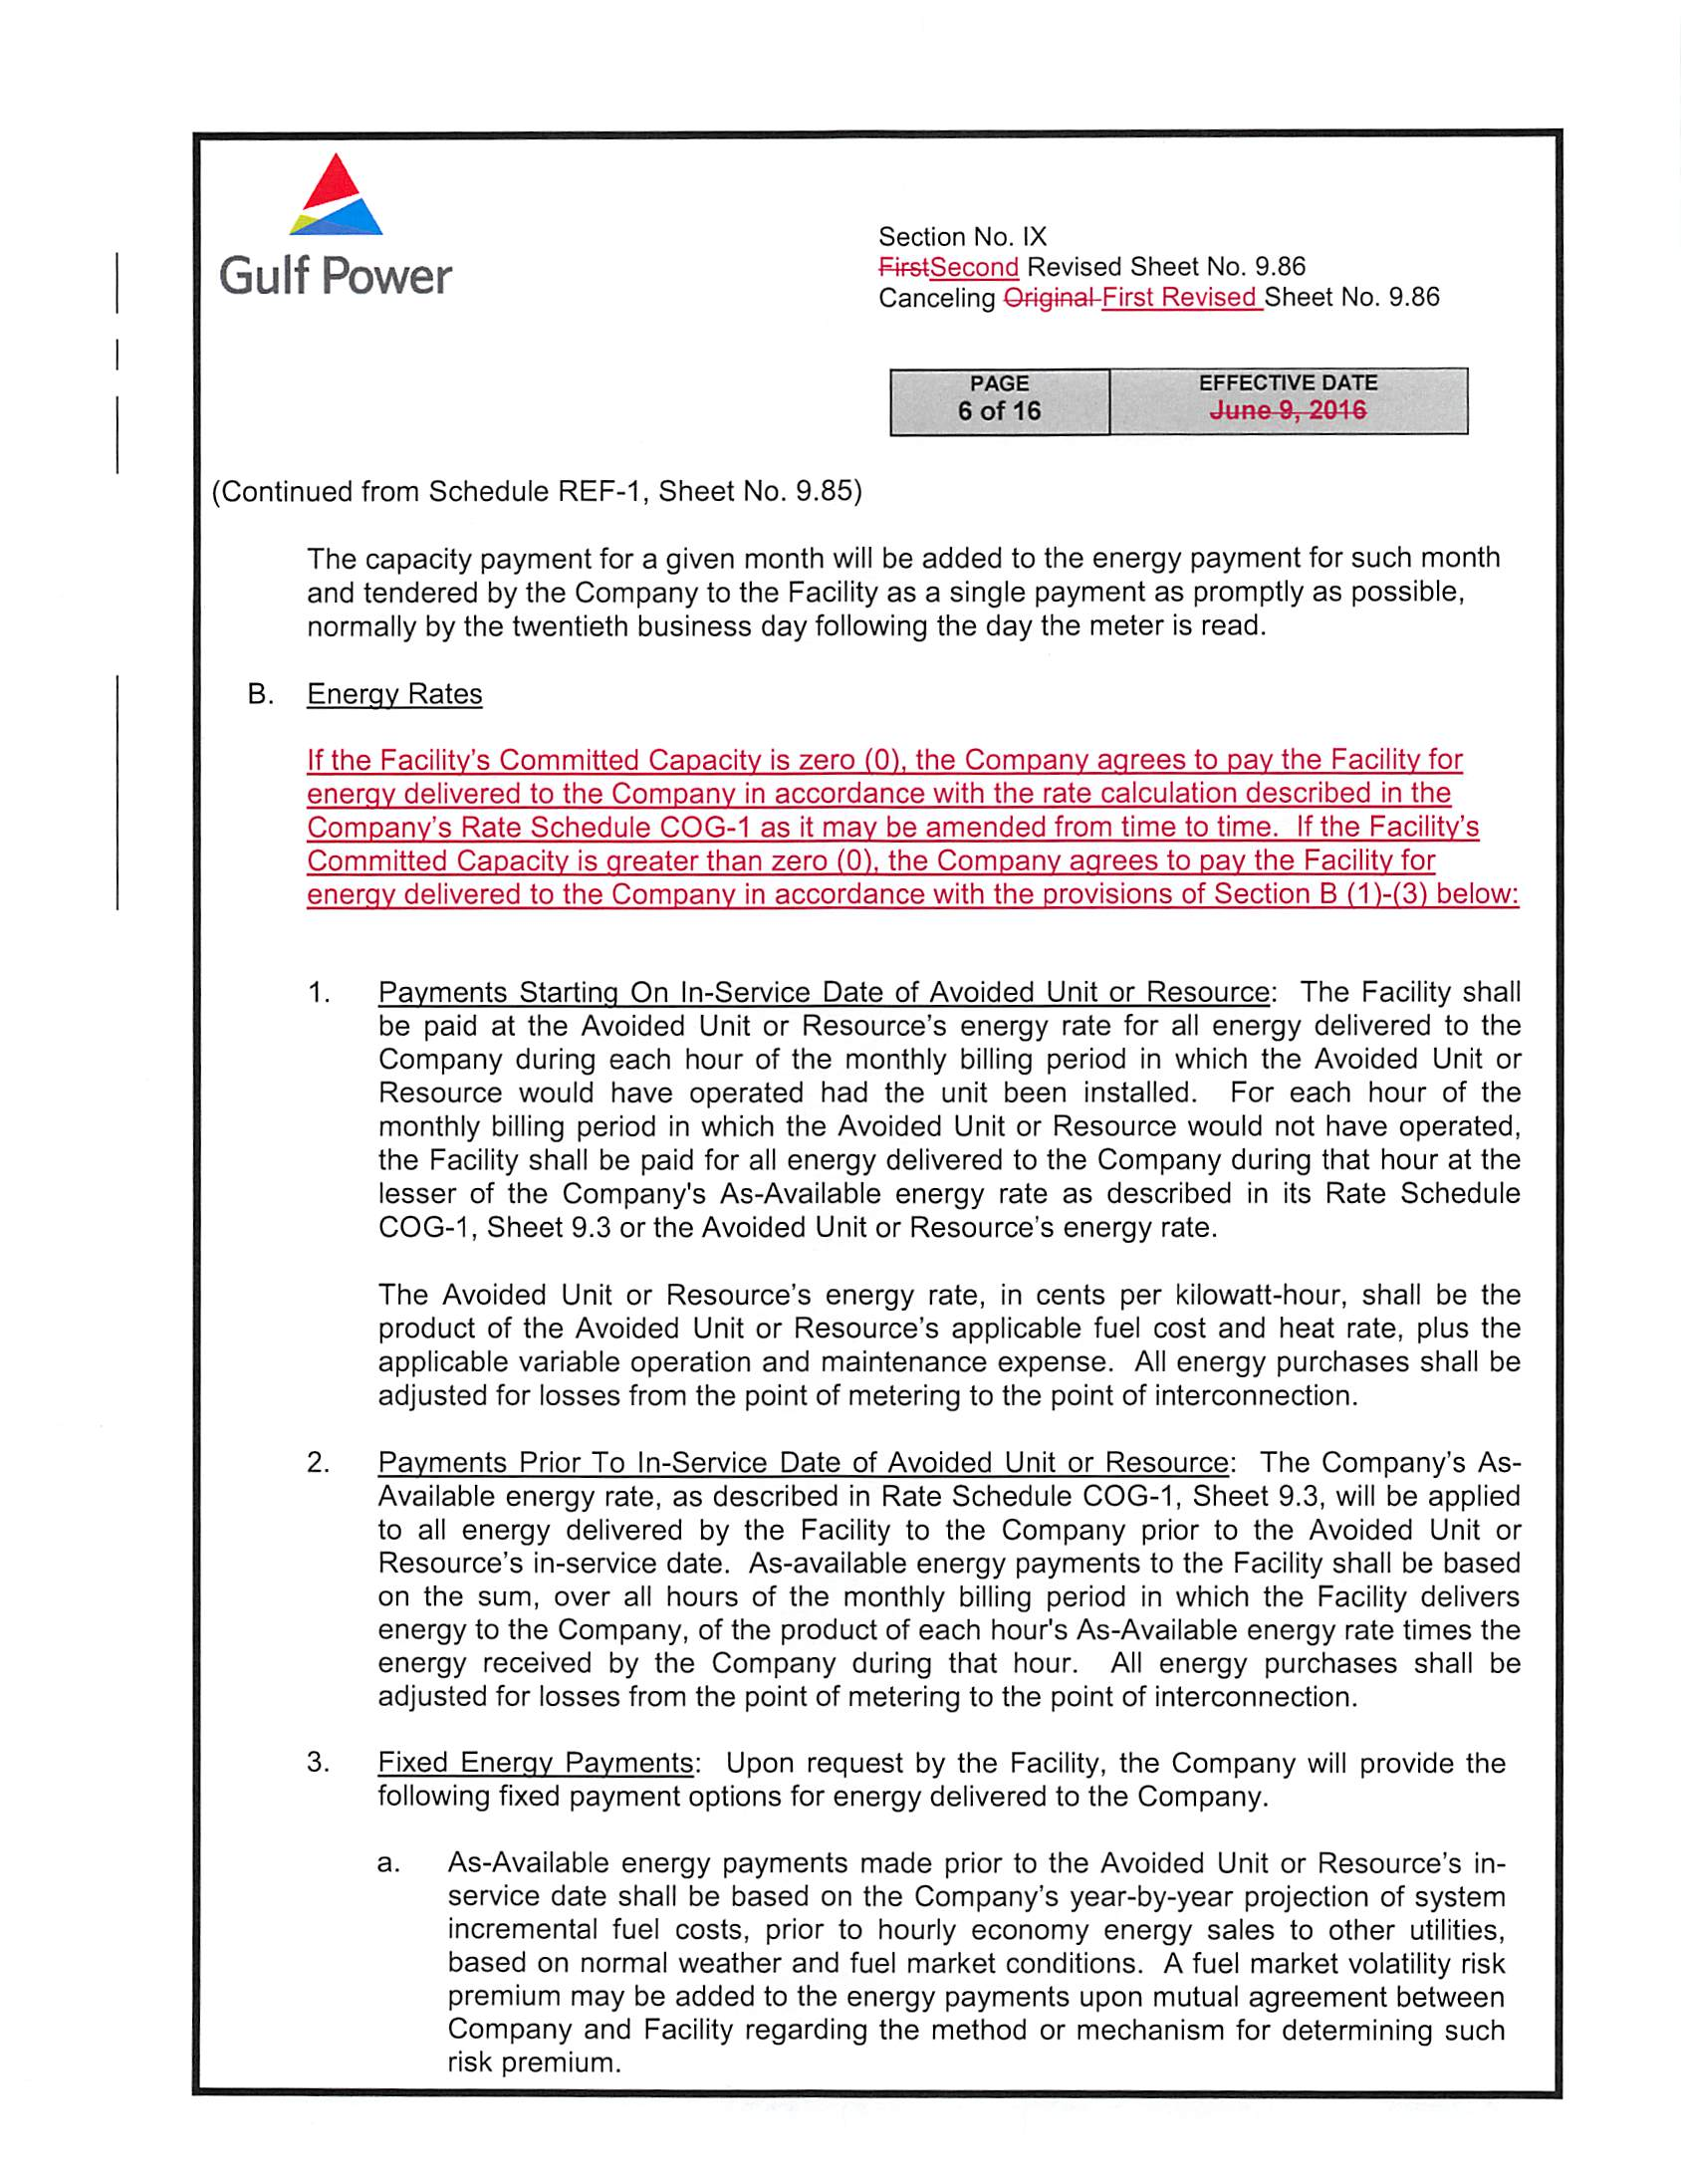 Gulf Power
Section No. IX
FirstSecond Revised Sheet No. 9.86
Canceling Original First Revised Sheet No. 9.86
PAGE
6 of 16
EFFECTIVE DATE
June 9, 2016
(Continued from Schedule REF-1, Sheet No. 9.85)
The capacity payment for a given month will be added to the energy payment for such month
and tendered by the Company to the Facility as a single payment as promptly as possible,
normally by the twentieth business day following the day the meter is read.
B. Energy Rates
If the Facility's Committed Capacity is zero (0), the Company agrees to pay the Facility for
energy delivered to the Company in accordance with the rate calculation described in the
Company's Rate Schedule COG-1 as it may be amended from time to time. If the Facility's
Committed Capacity is greater than zero (0), the Company agrees to pay the Facility for
energy delivered to the Company in accordance with the provisions of Section B (1)-(3) below:
1. Payments Starting On In-Service Date of Avoided Unit or Resource: The Facility shall
be paid at the Avoided Unit or Resource's energy rate for all energy delivered to the
Company during each hour of the monthly billing period in which the Avoided Unit or
Resource would have operated had the unit been installed. For each hour of the
monthly billing period in which the Avoided Unit or Resource would not have operated,
the Facility shall be paid for all energy delivered to the Company during that hour at the
lesser of the Company's As-Available energy rate as described in its Rate Schedule
COG-1, Sheet 9.3 or the Avoided Unit or Resource's energy rate.
The Avoided Unit or Resource's energy rate, in cents per kilowatt-hour, shall be the
product of the Avoided Unit or Resource's applicable fuel cost and heat rate, plus the
applicable variable operation and maintenance expense. All energy purchases shall be
adjusted for losses from the point of metering to the point of interconnection.
2. Payments Prior To In-Service Date of Avoided Unit or Resource: The Company's As-
Available energy rate, as described in Rate Schedule COG-1, Sheet 9.3, will be applied
to all energy delivered by the Facility to the Company prior to the Avoided Unit or
Resource's in-service date. As-available energy payments to the Facility shall be based
on the sum, over all hours of the monthly billing period in which the Facility delivers
energy to the Company, of the product of each hour's As-Available energy rate times the
energy received by the Company during that hour. All energy purchases shall be
adjusted for losses from the point of metering to the point of interconnection.
3. Fixed Energy Payments: Upon request by the Facility, the Company will provide the
following fixed payment options for energy delivered to the Company.
a. As-Available energy payments made prior to the Avoided Unit or Resource's in-
service date shall be based on the Company's year-by-year projection of system
incremental fuel costs, prior to hourly economy energy sales to other utilities,
based on normal weather and fuel market conditions. A fuel market volatility risk
premium may be added to the energy payments upon mutual agreement between
Company and Facility regarding the method or mechanism for determining such
risk premium.